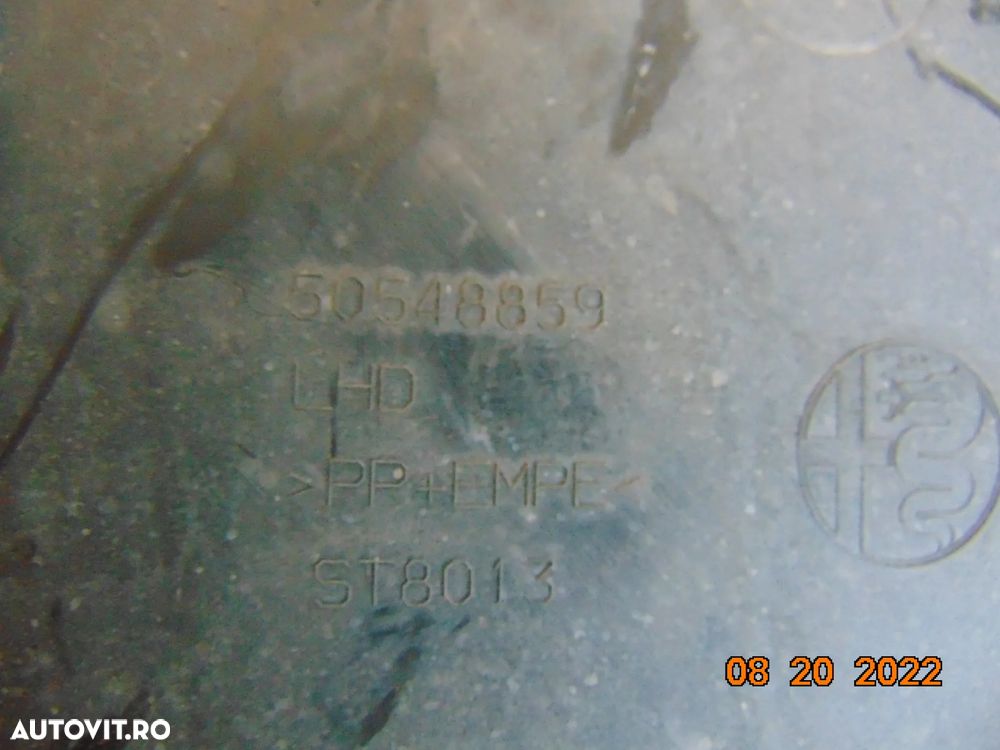 50548859
LHD
>PP+EMPE<
ST8013
08 20 2022
AUTOVIT.RO